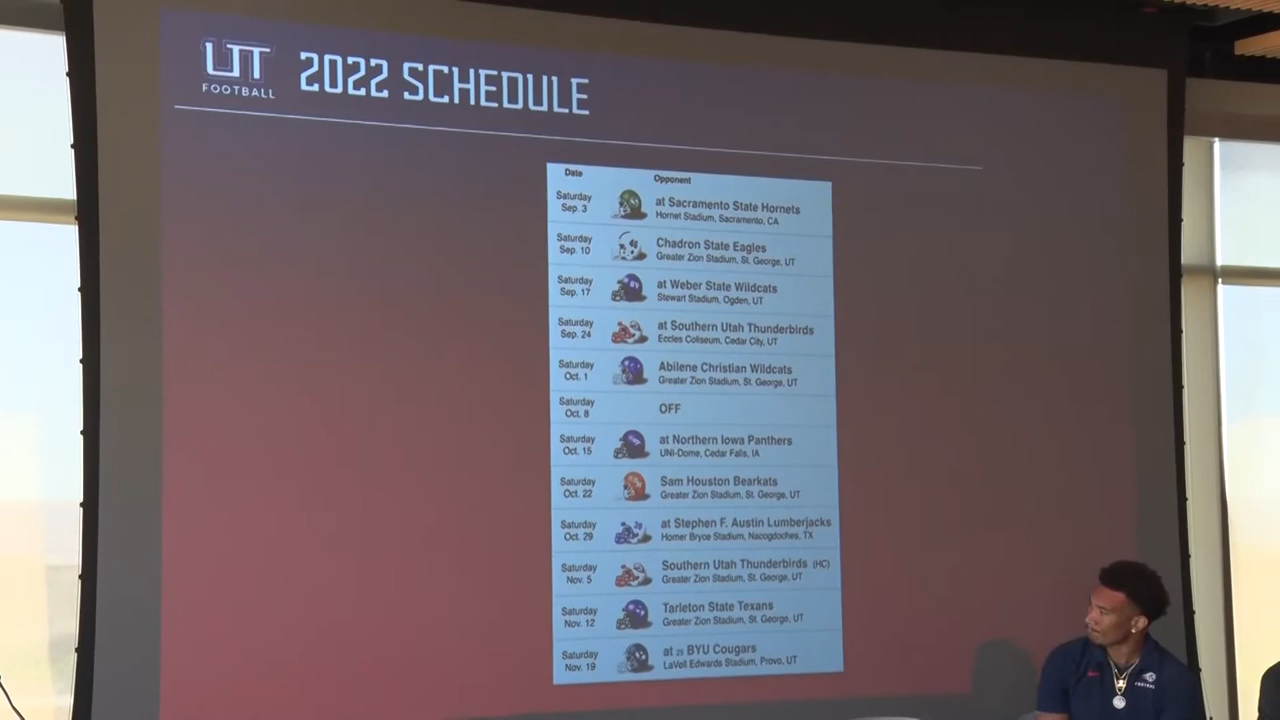 UT
FOOTBALL
2022 SCHEDULE
Date Opponent
Saturday
Sep. 3
at Sacramento State Hornets
Hornet Stadium, Sacramento, CA
Saturday
Sep. 10
Chadron State Eagles
Greater Zion Stadium, St. George, UT
Saturday
Sep. 17
at Weber State Wildcats
Stewart Stadium, Ogden, UT
Saturday
Sep. 24
at Southern Utah Thunderbirds
Eccles Coliseum, Cedar City, UT
Saturday
Oct. 1
Abilene Christian Wildcats
Greater Zion Stadium, St. George, UT
Saturday
Oct. 8
OFF
Saturday
Oct. 15
at Northern Iowa Panthers
UNI-Dome, Cedar Falls, IA
Saturday
Oct. 22
Sam Houston Bearkats
Greater Zion Stadium, St. George, UT
Saturday
Oct. 29
at Stephen F. Austin Lumberjacks
Homer Bryce Stadium, Nacogdoches, TX
Saturday
Nov. 5
Southern Utah Thunderbirds (HC)
Greater Zion Stadium, St. George, UT
Saturday
Nov. 12
Tarleton State Texans
Greater Zion Stadium, St. George, UT
Saturday
Nov. 19
at 25 BYU Cougars
LaVell Edwards Stadium, Provo, UT
FOOTBALL